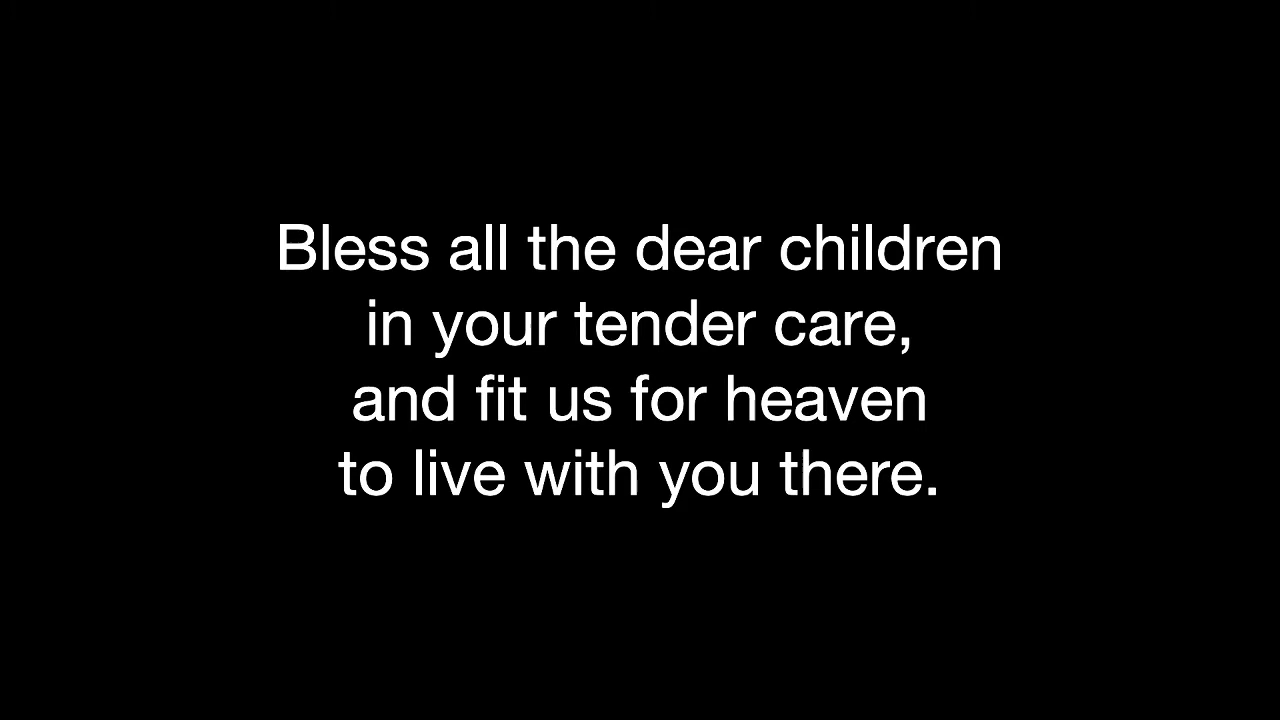 Bless all the dear children
in your tender care,
and fit us for heaven
to live with you there.